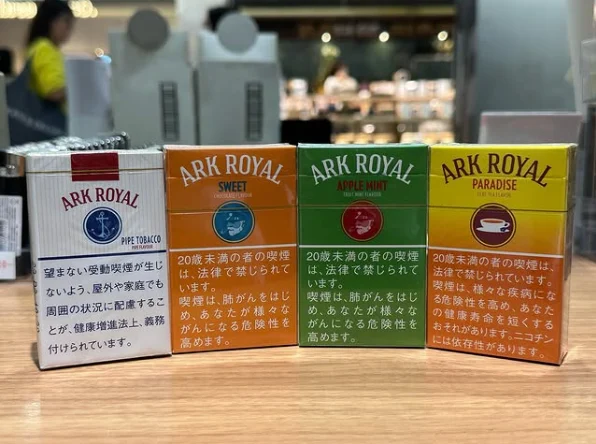 ARK ROYAL
PIPE TOBACCO
望まない受動喫煙が生じ
ないよう、屋外や家庭でも
周囲の状況に配慮するこ
とが、健康増進法上、義務
付けられています。
ARK ROYAL
SWEET
20歳未満の者の喫煙
は、法律で禁じられて
います。
喫煙は、肺がんをはじ
め、あなたが様々な
がんになる危険性を
高めます。
ARK ROYAL
APPLE MINT
20歳未満の者の喫煙
は、法律で禁じられて
います。
喫煙は、肺がんをはじ
め、あなたが様々な
がんになる危険性を
高めます。
ARK ROYAL
PARADISE
20歳未満の者の喫煙は、
法律で禁じられています。
喫煙は、様々な疾病にな
る危険性を高め、あなた
の健康寿命を短くする
おそれがあります。ニコチン
には依存性があります。